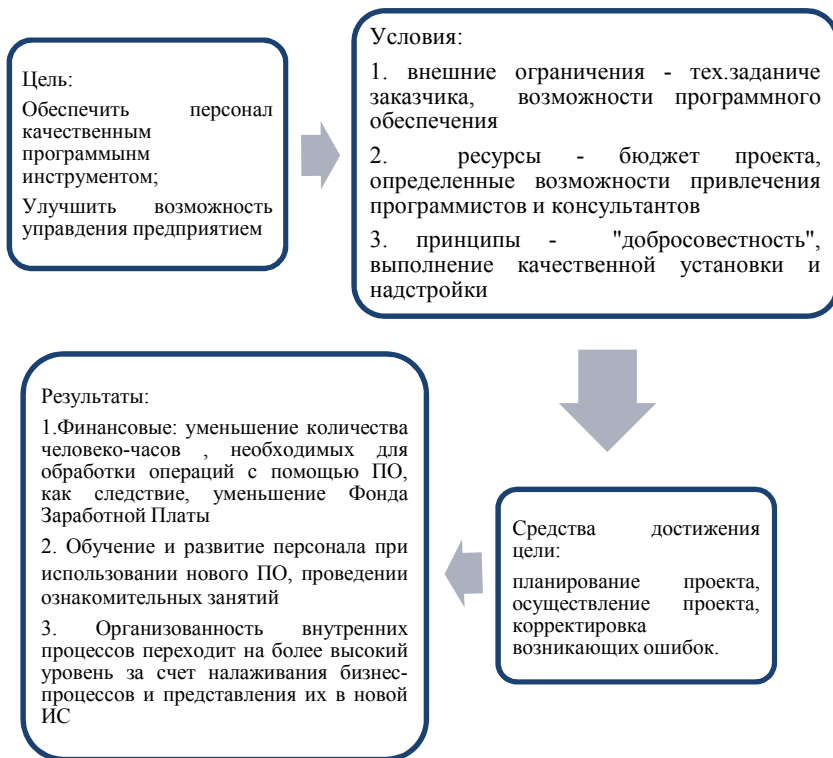 Цель:
Обеспечить персонал
качественным
программынм
инструментом;
Улучшить возможность
управдения предприятием
Условия:
1. внешние ограничения - тех.заданиче
заказчика, возможности программного
обеспечения
2. ресурсы - бюджет проекта,
определенные возможности привлечения
программистов и консультантов
3. принципы - "добросовестность",
выполнение качественной установки и
надстройки
Средства достижения
цели:
планирование проекта,
осуществление проекта,
корректировка
возникающих ошибок.
Результаты:
1.Финансовые: уменьшение количества
человеко-часов , необходимых для
обработки операций с помощью ПО,
как следствие, уменьшение Фонда
Заработной Платы
2. Обучение и развитие персонала при
использовании нового ПО, проведении
ознакомительных занятий
3. Организованность внутренних
процессов переходит на более высокий
уровень за счет налаживания бизнес-
процессов и представления их в новой
ИС